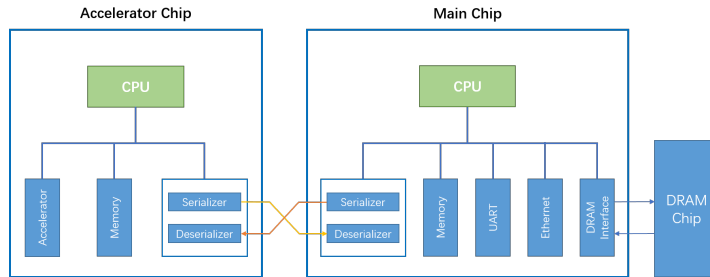 Accelerator Chip
Main Chip
CPU
CPU
Accelerator
Memory
Serializer
Deserializer
Serializer
Deserializer
Memory
UART
Ethernet
DRAM
Interface
DRAM
Chip